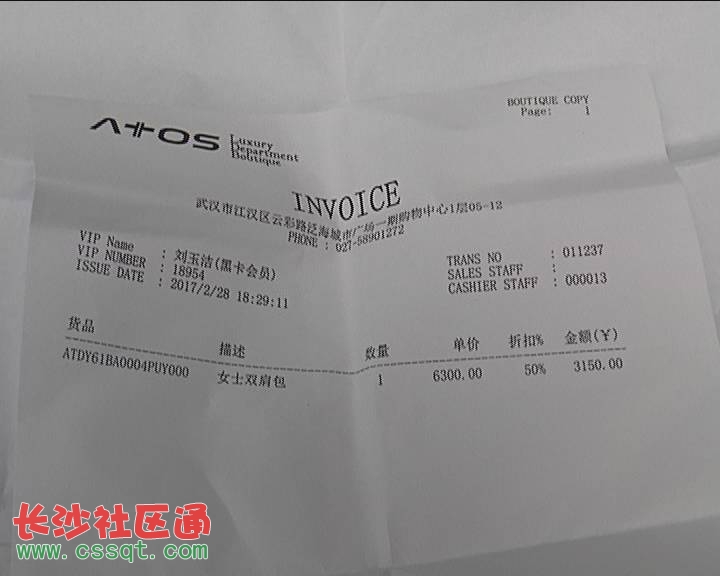 ATTOS Luxury
Department
Boutique
BOUTIQUE COPY
Page: 1
INVOICE
武汉市江汉区云彩路泛海城市广场一期购物中心1层05-12
PHONE : 027-58901272
VIP Name : 刘玉洁(黑卡会员)
VIP NUMBER : 18954
ISSUE DATE : 2017/2/28 18:29:11
TRANS NO : 011237
SALES STAFF :
CASHIER STAFF : 000013
货品 描述 数量 单价 折扣% 金额(¥)
ATDY61BA0004PUY000 女士双肩包 1 6300.00 50% 3150.00
长沙社区通
www.cssqt.com